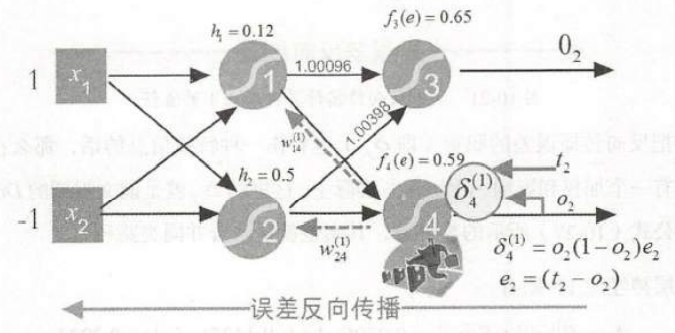 h₁ = 0.12
f₃(e) = 0.65
1
x₁
1
1.00096
3
0₂
1.00398
w₁₄⁽¹⁾
f₄(e) = 0.59
h₂ = 0.5
t₂
δ₄⁽¹⁾
o₂
-1
x₂
2
4
w₂₄⁽¹⁾
δ₄⁽¹⁾ = o₂(1 − o₂)e₂
e₂ = (t₂ − o₂)
误差反向传播